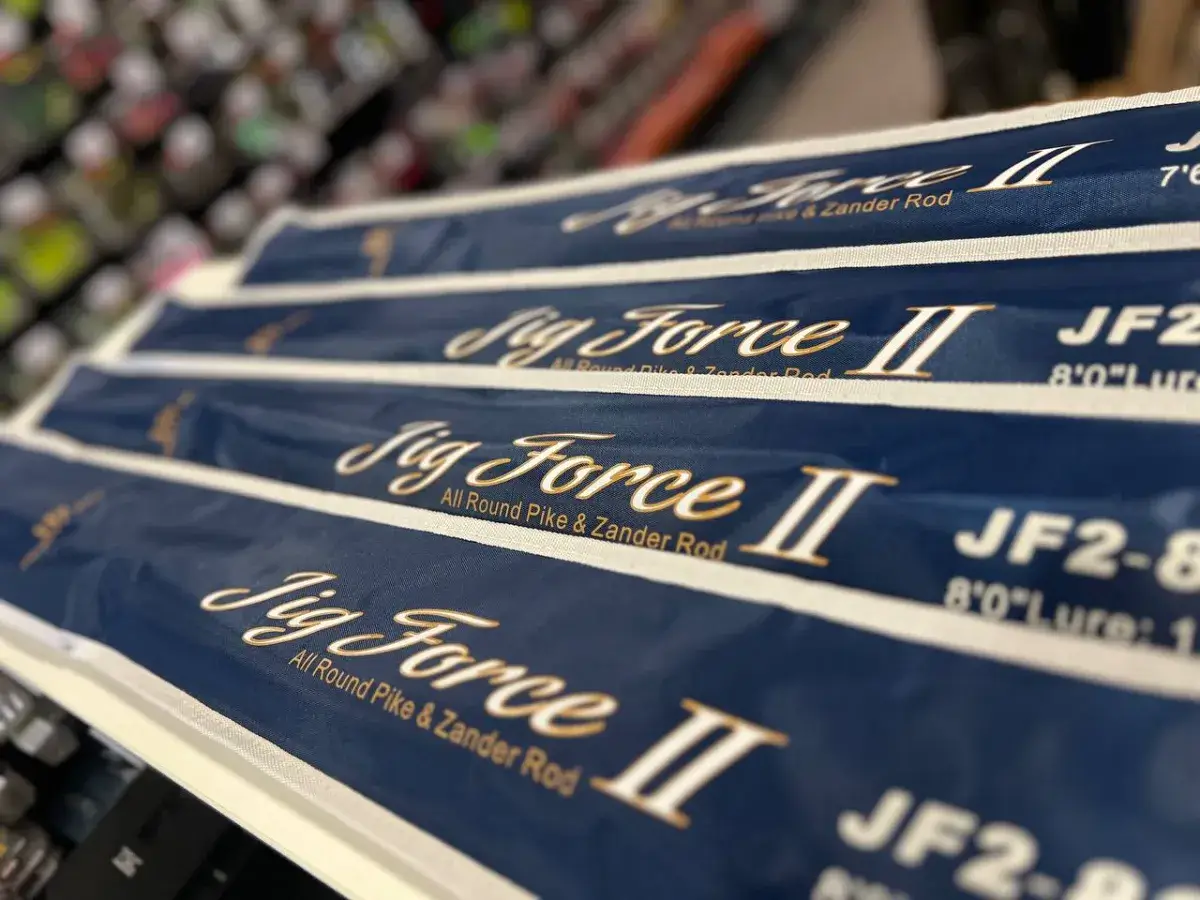 Jig Force II
All Round Pike & Zander Rod
7'6
Jig Force II
All Round Pike & Zander Rod
JF2
8'0"Lure
Jig Force II
All Round Pike & Zander Rod
JF2-8
8'0"Lure: 1
Jig Force II
All Round Pike & Zander Rod
JF2-8